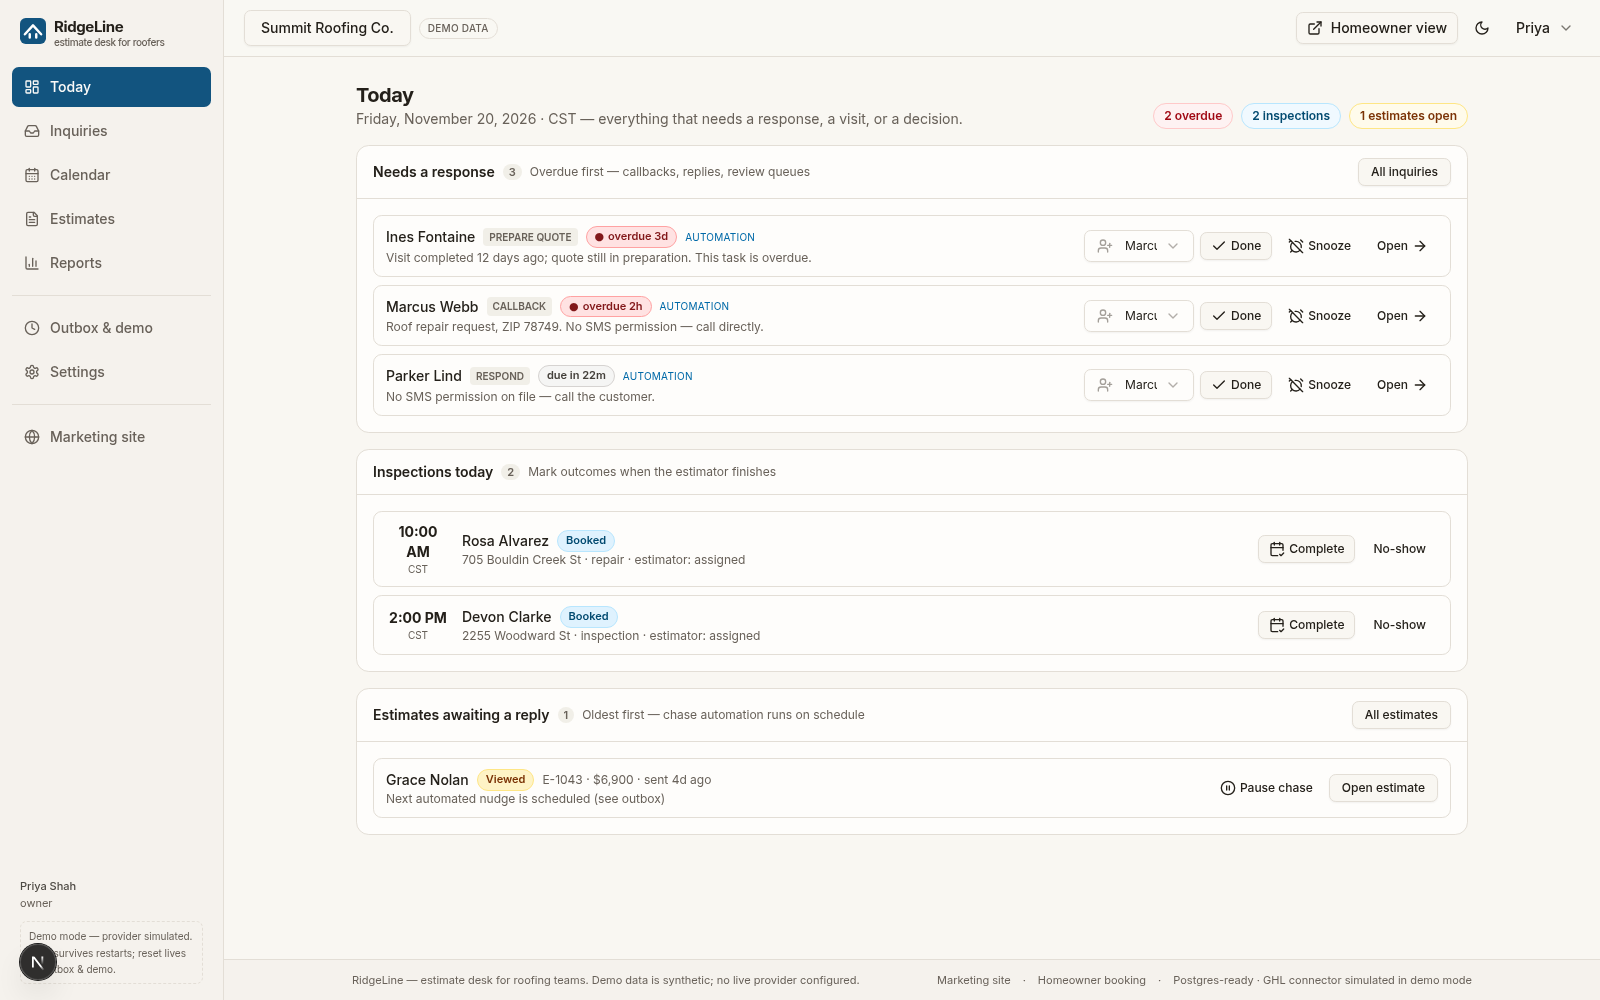 RidgeLine
estimate desk for roofers
Today
Inquiries
Calendar
Estimates
Reports
Outbox & demo
Settings
Marketing site
Priya Shah
owner
Demo mode — provider simulated.
survives restarts; reset lives
& demo.
N
Summit Roofing Co.
DEMO DATA
Homeowner view
Priya
Today
Friday, November 20, 2026 · CST — everything that needs a response, a visit, or a decision.
2 overdue
2 inspections
1 estimates open
Needs a response 3 Overdue first — callbacks, replies, review queues
All inquiries
Ines Fontaine PREPARE QUOTE overdue 3d AUTOMATION
Visit completed 12 days ago; quote still in preparation. This task is overdue.
Done Snooze Open
Marcus Webb CALLBACK overdue 2h AUTOMATION
Roof repair request, ZIP 78749. No SMS permission — call directly.
Done Snooze Open
Parker Lind RESPOND due in 22m AUTOMATION
No SMS permission on file — call the customer.
Done Snooze Open
Inspections today 2 Mark outcomes when the estimator finishes
10:00
AM
CST
Rosa Alvarez Booked
705 Bouldin Creek St · repair · estimator: assigned
Complete No-show
2:00 PM
CST
Devon Clarke Booked
2255 Woodward St · inspection · estimator: assigned
Complete No-show
Estimates awaiting a reply 1 Oldest first — chase automation runs on schedule
All estimates
Grace Nolan Viewed E-1043 · $6,900 · sent 4d ago
Next automated nudge is scheduled (see outbox)
Pause chase Open estimate
RidgeLine — estimate desk for roofing teams. Demo data is synthetic; no live provider configured.
Marketing site · Homeowner booking · Postgres-ready · GHL connector simulated in demo mode